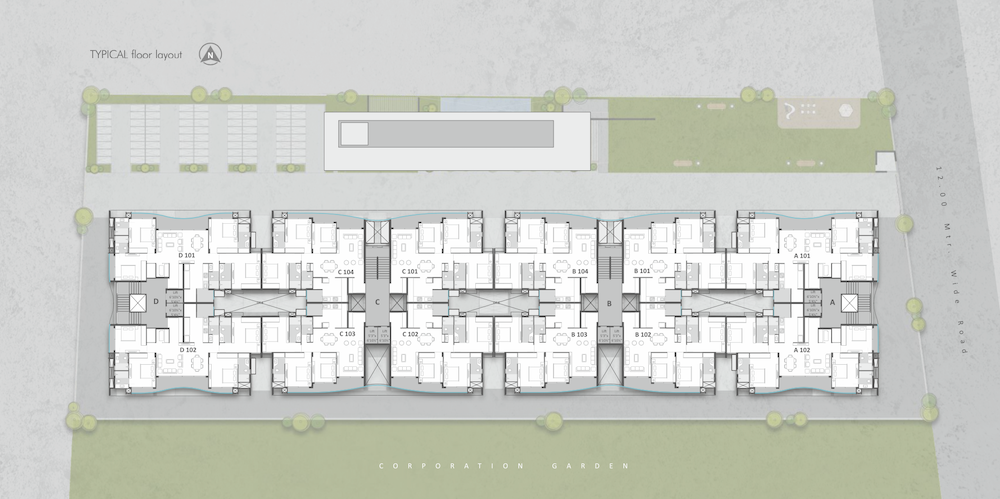 TYPICAL floor layout
N
12.00 Mtr. Wide Road
D 101
C 104
C 101
B 104
B 101
A 101
D
C
B
A
D 102
C 103
C 102
B 103
B 102
A 102
CORPORATION GARDEN